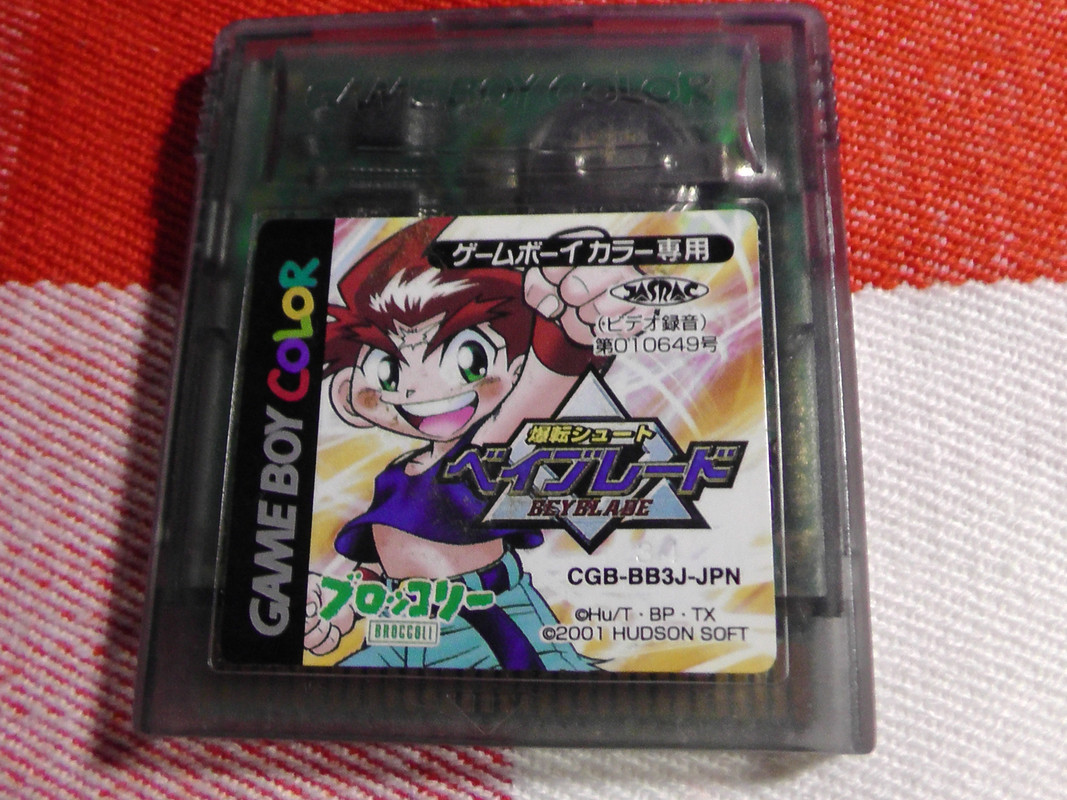 GAME BOY COLOR
GAME BOY COLOR
ゲームボーイカラー専用
JASRAC
(ビデオ録音)
第010649号
爆転シュート
ベイブレード
BEYBLADE
CGB-BB3J-JPN
ブロッコリー
BROCCOLI
©Hu/T・BP・TX
©2001 HUDSON SOFT